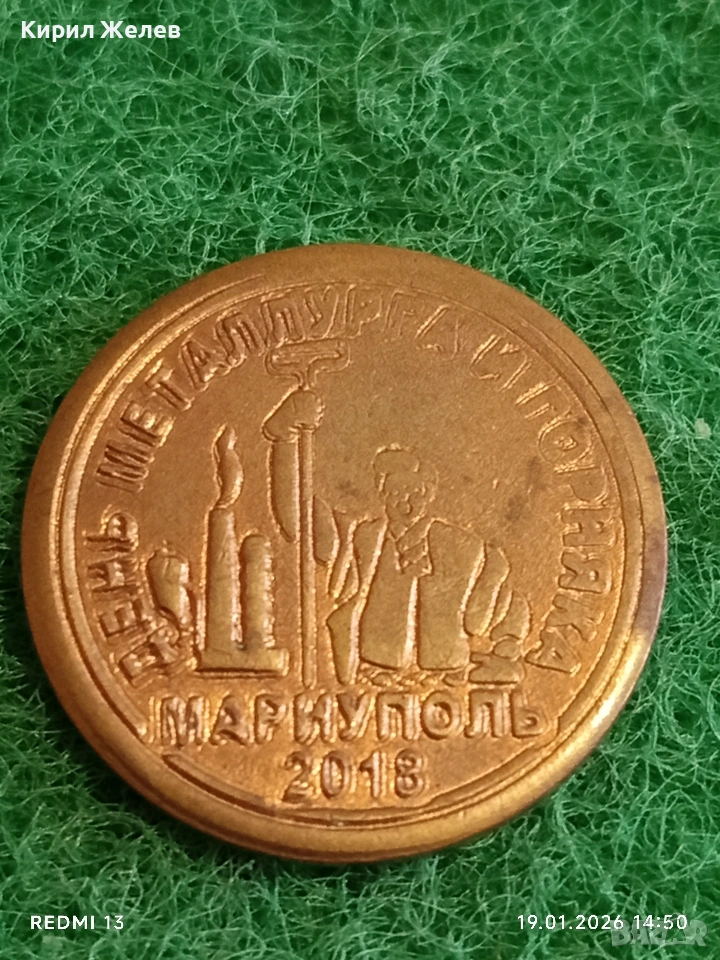 Кирил Желев
ДЕНЬ МЕТАЛЛУРГА И ГОРНЯКА
МАРИУПОЛЬ
2018
REDMI 13
19.01.2026 14:50